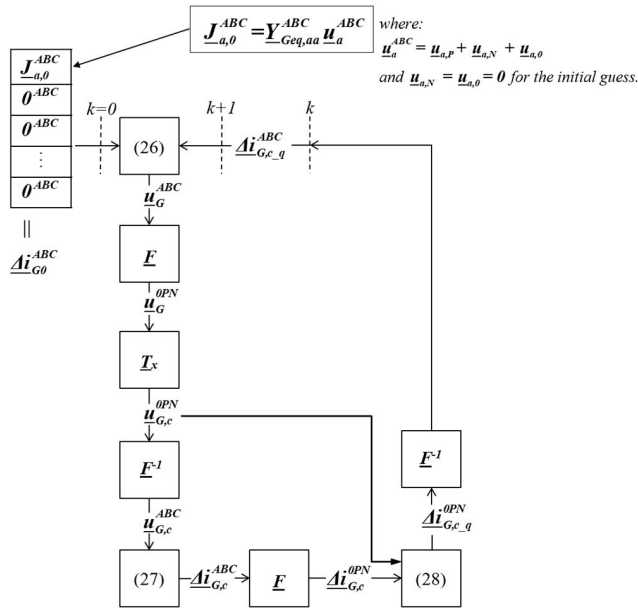 J_{a,0}^{ABC} = Y_{Geq,aa}^{ABC} u_a^{ABC}
where:
u_a^{ABC} = u_{a,P} + u_{a,N} + u_{a,0}
and u_{a,N} = u_{a,0} = 0 for the initial guess.
J_{a,0}^{ABC}
0^{ABC}
0^{ABC}
⋮
0^{ABC}
||
Δi_{G0}^{ABC}
k=0
k+1
k
(26)
Δi_{G,c_q}^{ABC}
u_G^{ABC}
F
u_G^{0PN}
T_x
u_{G,c}^{0PN}
F^{-1}
F^{-1}
u_{G,c}^{ABC}
Δi_{G,c_q}^{0PN}
(27)
Δi_{G,c}^{ABC}
F
Δi_{G,c}^{0PN}
(28)